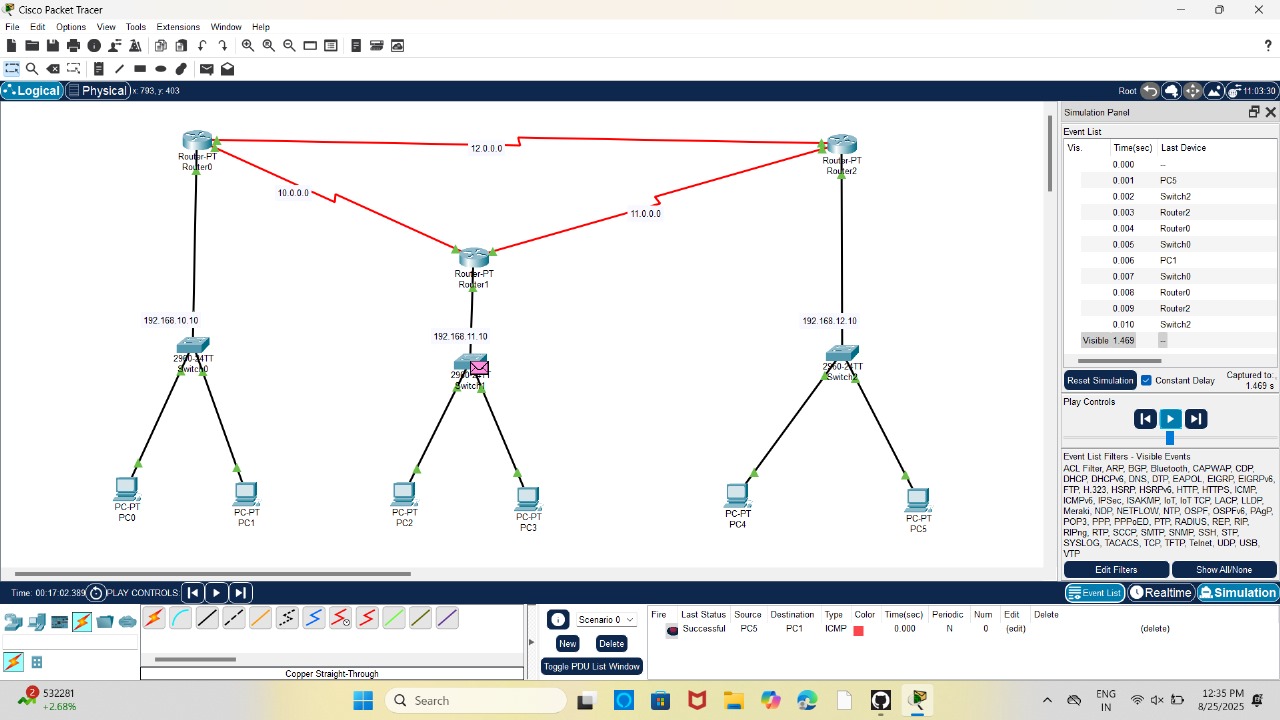 Cisco Packet Tracer
File Edit Options View Tools Extensions Window Help
?
Logical Physical x: 793, y: 403 Root 11:03:30
12.0.0.0
Router-PT
Router0
Router-PT
Router2
10.0.0.0
11.0.0.0
Router-PT
Router1
192.168.10.10
192.168.11.10
192.168.12.10
2960-24TT
Switch0
2960-24TT
Switch1
2960-24TT
Switch2
PC-PT
PC0
PC-PT
PC1
PC-PT
PC2
PC-PT
PC3
PC-PT
PC4
PC-PT
PC5
Simulation Panel
Event List
Vis. Time(sec) Last Device
0.000 --
0.001 PC5
0.002 Switch2
0.003 Router2
0.004 Router0
0.005 Switch0
0.006 PC1
0.007 Switch0
0.008 Router0
0.009 Router2
0.010 Switch2
Visible 1.469 --
Reset Simulation Constant Delay Captured to:
1.469 s
Play Controls
Event List Filters - Visible Events
ACL Filter, ARP, BGP, Bluetooth, CAPWAP, CDP,
DHCP, DHCPv6, DNS, DTP, EAPOL, EIGRP, EIGRPv6,
FTP, H.323, HSRP, HSRPv6, HTTP, HTTPS, ICMP,
ICMPv6, IPSec, ISAKMP, IoT, IoT TCP, LACP, LLDP,
Meraki, NDP, NETFLOW, NTP, OSPF, OSPFv6, PAgP,
POP3, PPP, PPPoED, PTP, RADIUS, REP, RIP,
RIPng, RTP, SCCP, SMTP, SNMP, SSH, STP,
SYSLOG, TACACS, TCP, TFTP, Telnet, UDP, USB,
VTP
Edit Filters Show All/None
Time: 00:17:02.389 PLAY CONTROLS: Event List Realtime Simulation
Copper Straight-Through
Scenario 0
New Delete
Toggle PDU List Window
Fire Last Status Source Destination Type Color Time(sec) Periodic Num Edit Delete
Successful PC5 PC1 ICMP 0.000 N 0 (edit) (delete)
2
532281
+2.68%
Search
ENG
IN
12:35 PM
8/25/2025